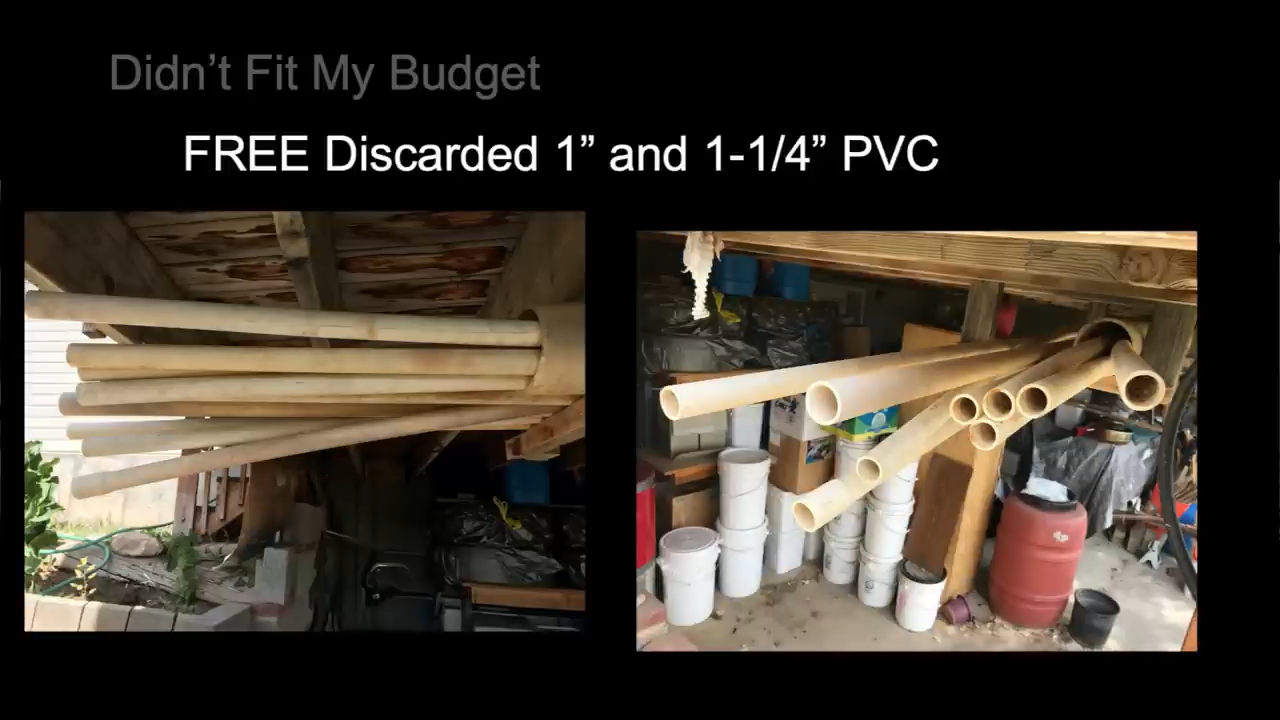 Didn’t Fit My Budget
FREE Discarded 1” and 1-1/4” PVC